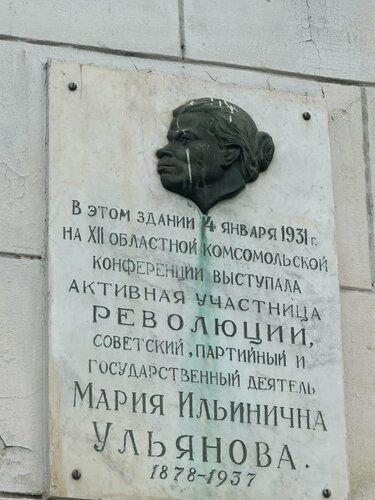 В этом здании 4 января 1931 г.
на XII областной комсомольской
конференции выступала
активная участница
революции,
советский, партийный и
государственный деятель
Мария Ильинична
Ульянова.
1878-1937